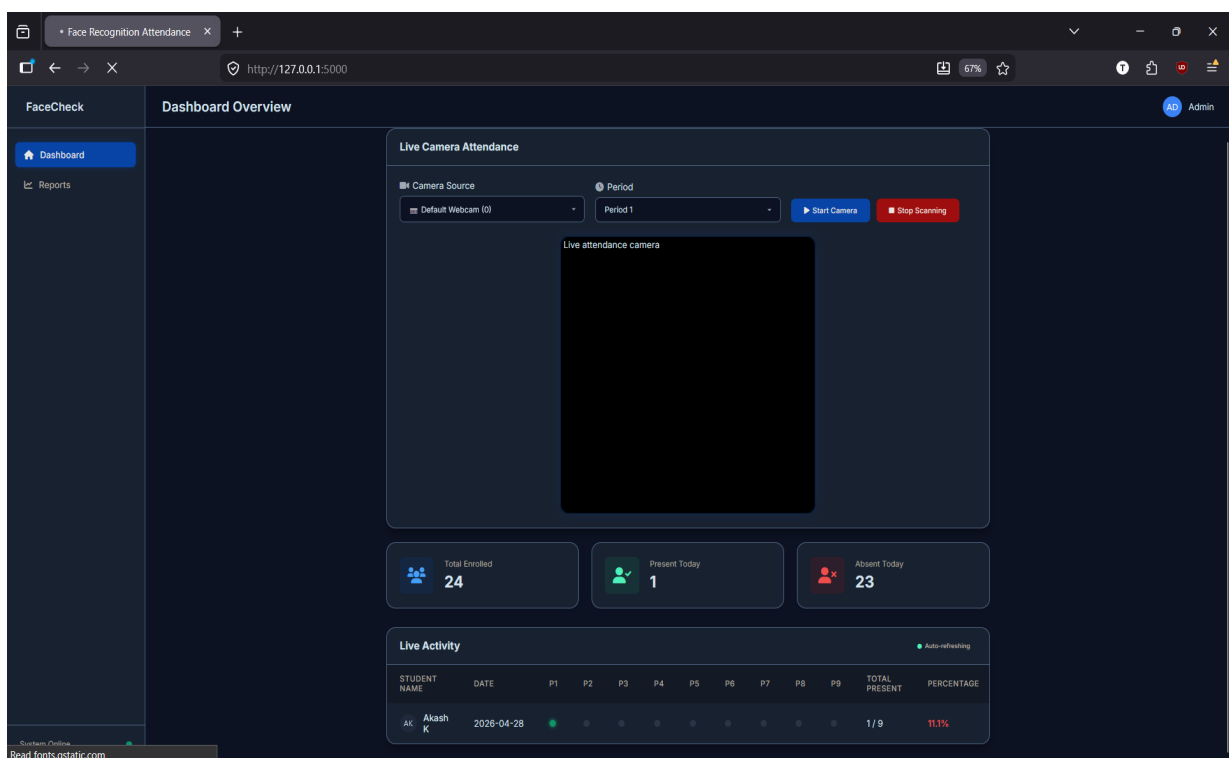 • Face Recognition Attendance
http://127.0.0.1:5000
67%
T
UD
FaceCheck
Dashboard Overview
AD Admin
Dashboard
Reports
Live Camera Attendance
Camera Source
Period
Default Webcam (0)
Period 1
Start Camera
Stop Scanning
Live attendance camera
Total Enrolled
24
Present Today
1
Absent Today
23
Live Activity
Auto-refreshing
STUDENT NAME DATE P1 P2 P3 P4 P5 P6 P7 P8 P9 TOTAL PRESENT PERCENTAGE
AK Akash K 2026-04-28 1 / 9 11.1%
System Online
Read fonts.gstatic.com